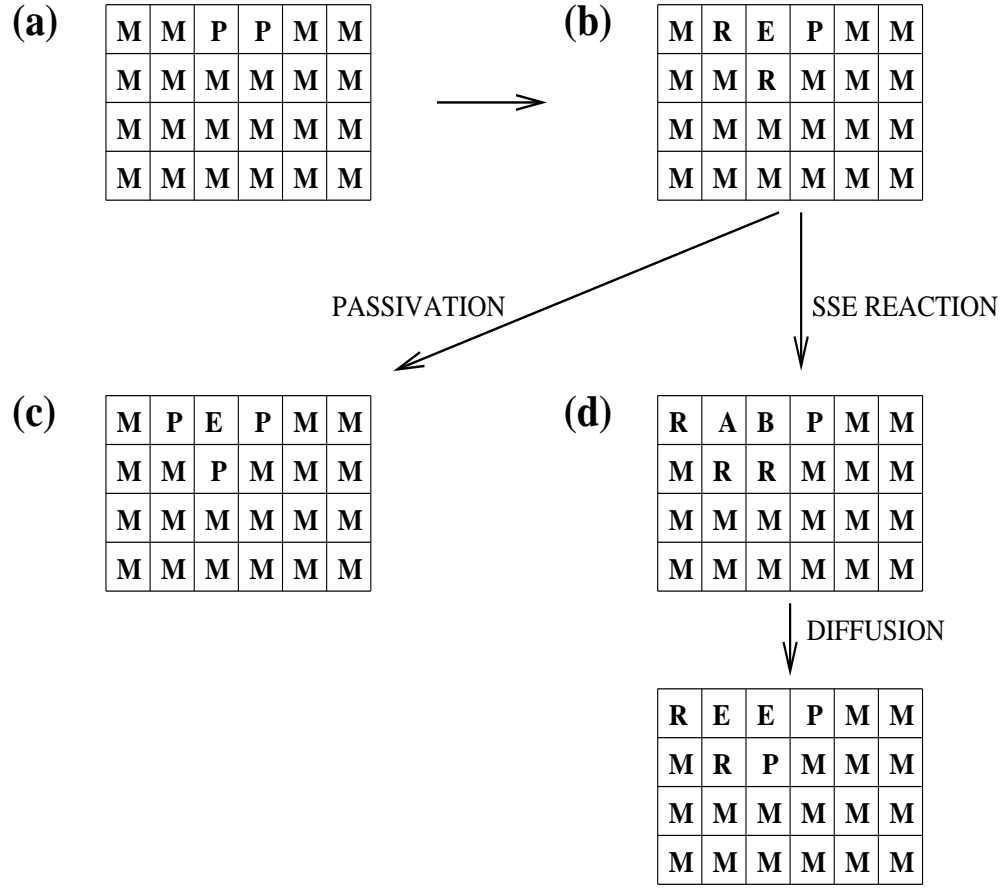 (a)
M M P P M M
M M M M M M
M M M M M M
M M M M M M
(b)
M R E P M M
M M R M M M
M M M M M M
M M M M M M
PASSIVATION
SSE REACTION
(c)
M P E P M M
M M P M M M
M M M M M M
M M M M M M
(d)
R A B P M M
M R R M M M
M M M M M M
M M M M M M
DIFFUSION
R E E P M M
M R P M M M
M M M M M M
M M M M M M